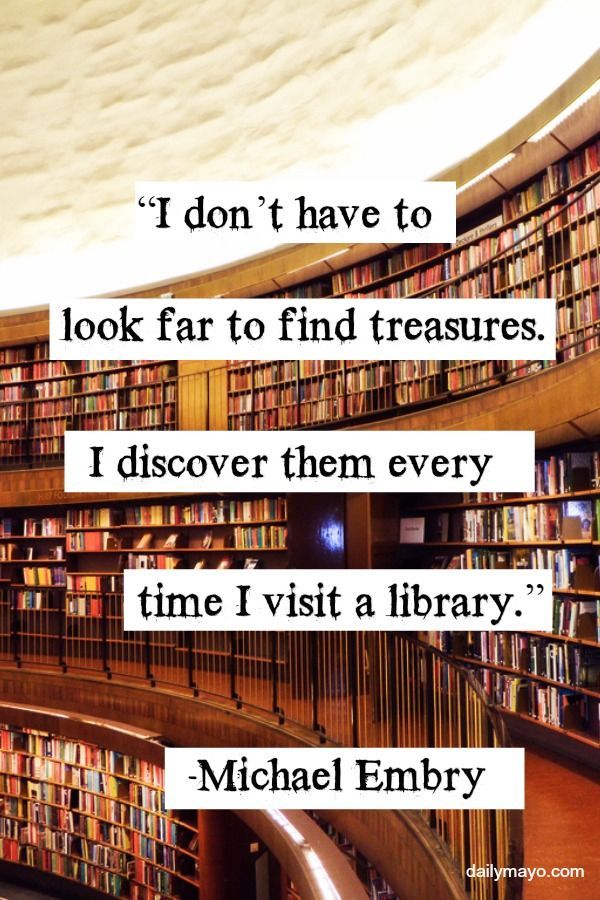 “I don’t have to
look far to find treasures.
I discover them every
time I visit a library.”
-Michael Embry
dailymayo.com